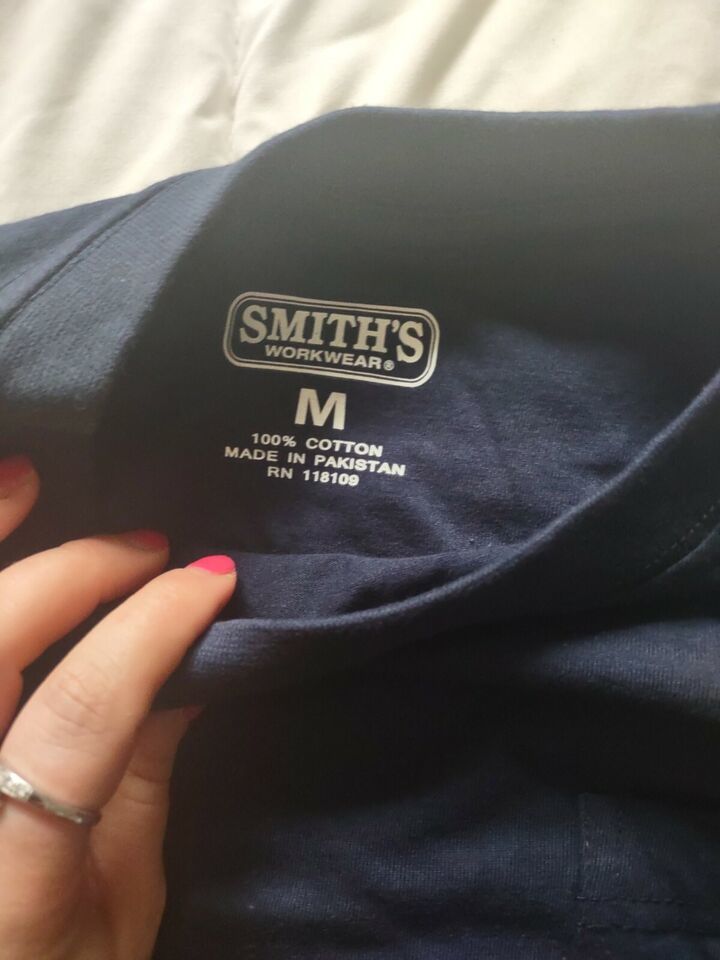 SMITH'S
WORKWEAR®
M
100% COTTON
MADE IN PAKISTAN
RN 118109